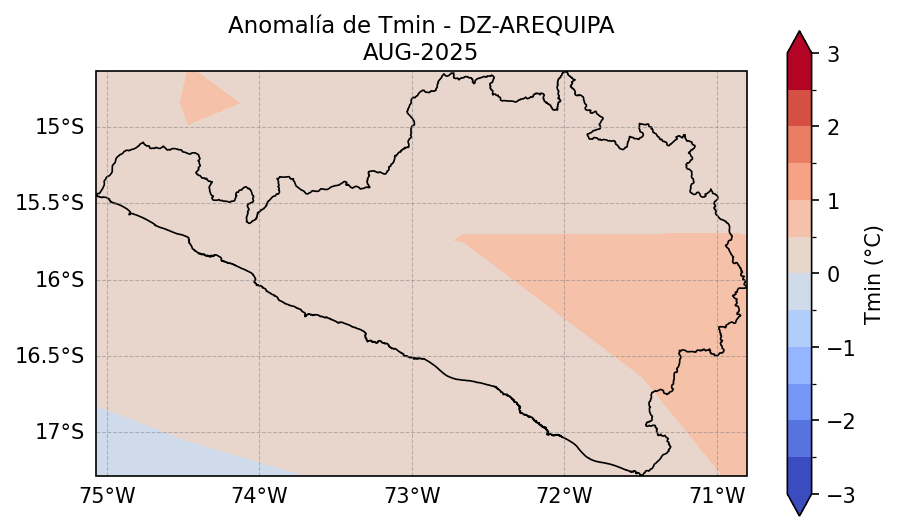 Anomalía de Tmin - DZ-AREQUIPA
AUG-2025
15°S
15.5°S
16°S
16.5°S
17°S
75°W
74°W
73°W
72°W
71°W
3
2
1
0
−1
−2
−3
Tmin (°C)